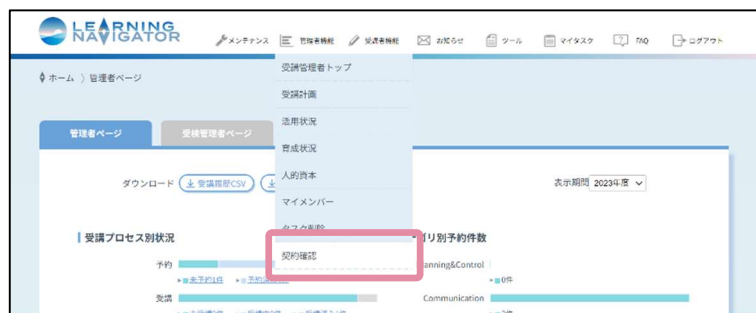 LEARNING
NAVIGATOR
メンテナンス 管理者機能 受講者機能 お知らせ ツール マイタスク FAQ ログアウト
ホーム 〉管理者ページ
受講管理者トップ
受講計画
活用状況
育成状況
人的資本
マイメンバー
タスク削除
契約確認
管理者ページ 受検管理者ページ
ダウンロード 受講履歴CSV 表示期間 2023年度
受講プロセス別状況
ゴリ別予約件数
予約
未予約1件
Planning&Control
0件
受講
Communication